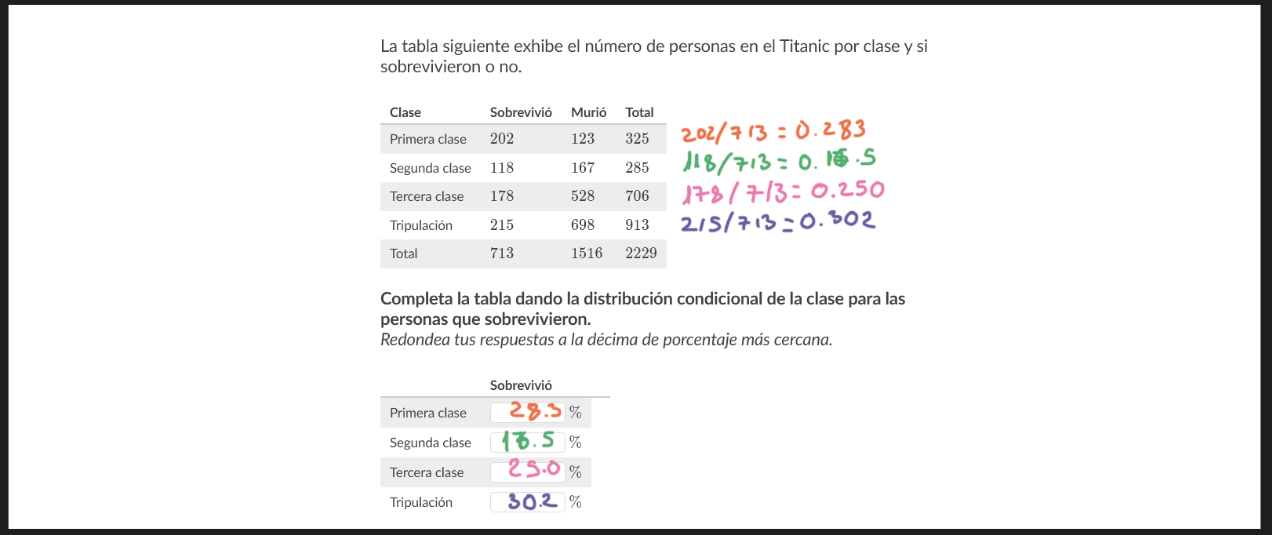 La tabla siguiente exhibe el número de personas en el Titanic por clase y si
sobrevivieron o no.
Clase Sobrevivió Murió Total
Primera clase 202 123 325 202/713 = 0.283
Segunda clase 118 167 285 118/713 = 0.16.5
Tercera clase 178 528 706 178/713 = 0.250
Tripulación 215 698 913 215/713 = 0.302
Total 713 1516 2229
Completa la tabla dando la distribución condicional de la clase para las
personas que sobrevivieron.
Redondea tus respuestas a la décima de porcentaje más cercana.
Sobrevivió
Primera clase 28.3 %
Segunda clase 16.5 %
Tercera clase 25.0 %
Tripulación 30.2 %